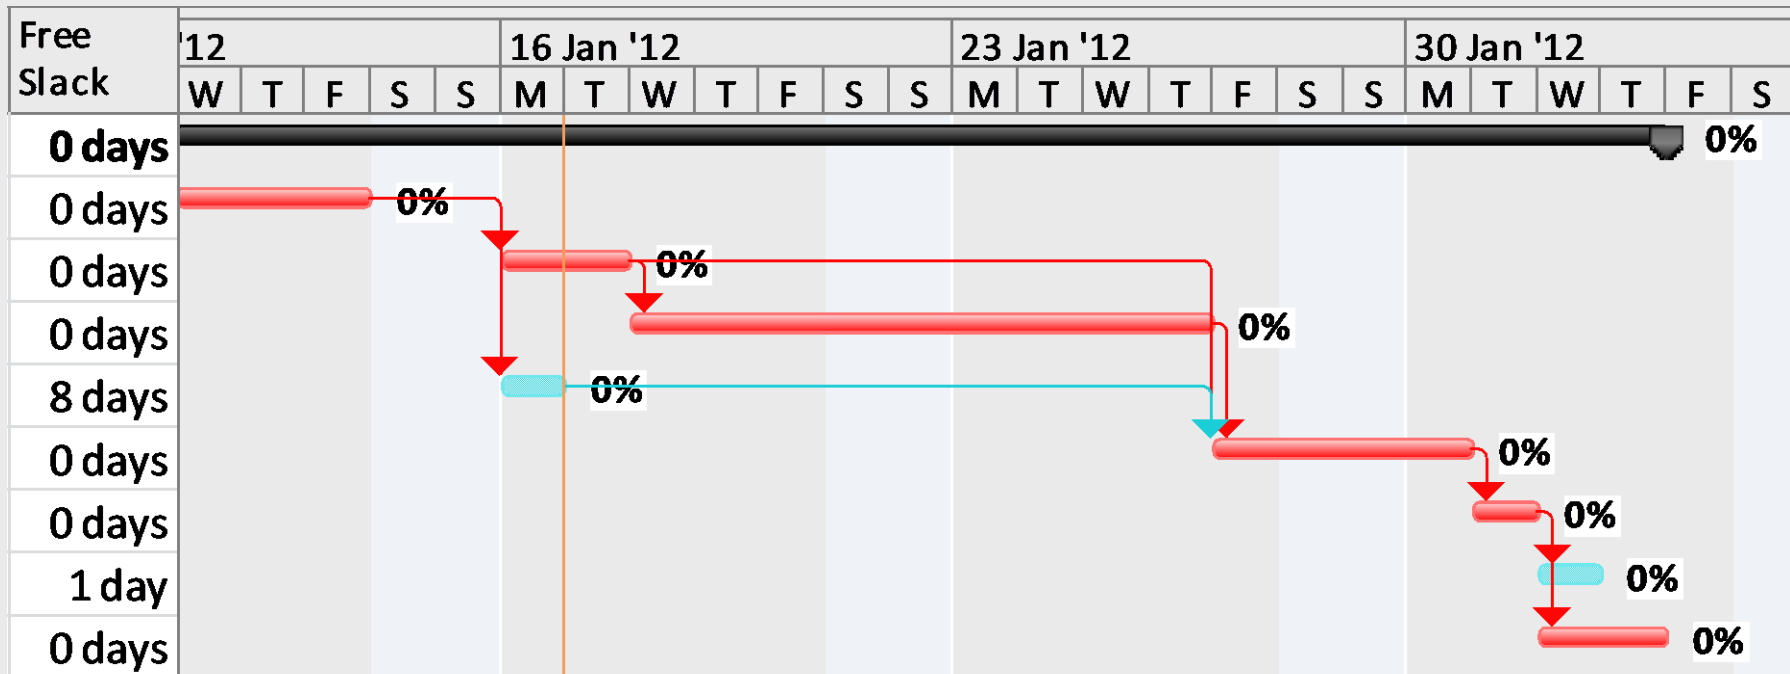 Free
Slack
'12 16 Jan '12 23 Jan '12 30 Jan '12
W T F S S M T W T F S S M T W T F S S M T W T F S
0 days 0%
0 days 0%
0 days 0%
0 days 0%
8 days 0%
0 days 0%
0 days 0%
1 day 0%
0 days 0%